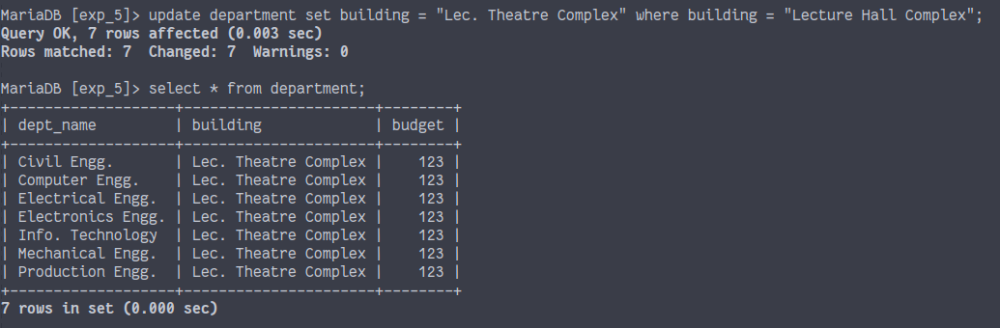 MariaDB [exp_5]> update department set building = "Lec. Theatre Complex" where building = "Lecture Hall Complex";
Query OK, 7 rows affected (0.003 sec)
Rows matched: 7  Changed: 7  Warnings: 0

MariaDB [exp_5]> select * from department;
+-------------------+----------------------+--------+
| dept_name         | building             | budget |
+-------------------+----------------------+--------+
| Civil Engg.       | Lec. Theatre Complex |    123 |
| Computer Engg.    | Lec. Theatre Complex |    123 |
| Electrical Engg.  | Lec. Theatre Complex |    123 |
| Electronics Engg. | Lec. Theatre Complex |    123 |
| Info. Technology  | Lec. Theatre Complex |    123 |
| Mechanical Engg.  | Lec. Theatre Complex |    123 |
| Production Engg.  | Lec. Theatre Complex |    123 |
+-------------------+----------------------+--------+
7 rows in set (0.000 sec)